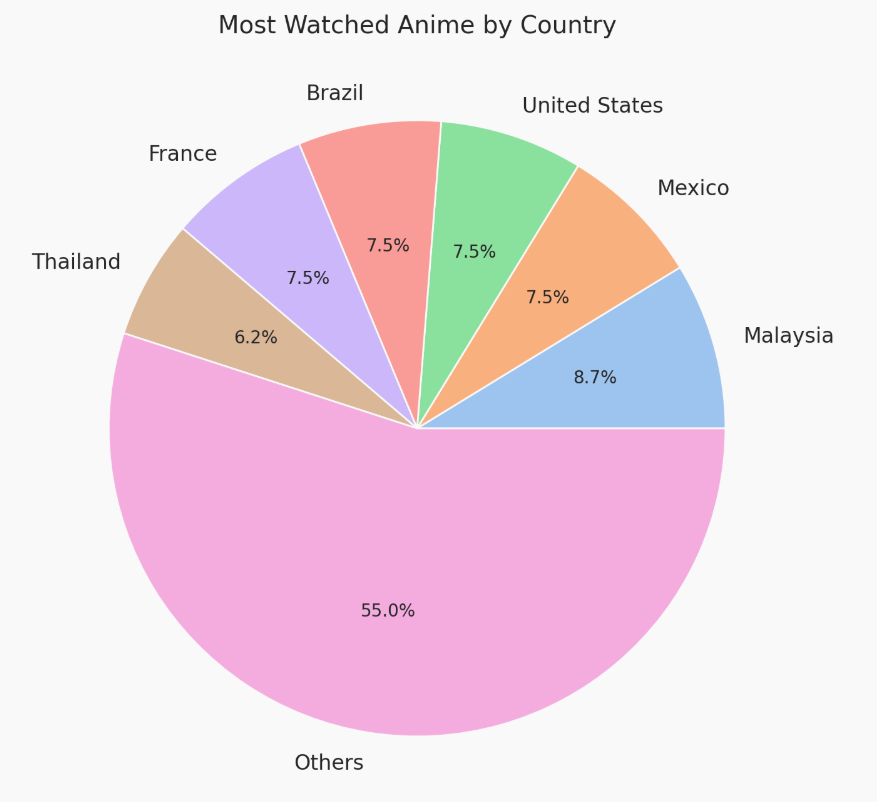 Most Watched Anime by Country
Brazil
United States
France
Mexico
Thailand
Malaysia
7.5%
7.5%
7.5%
7.5%
6.2%
8.7%
55.0%
Others